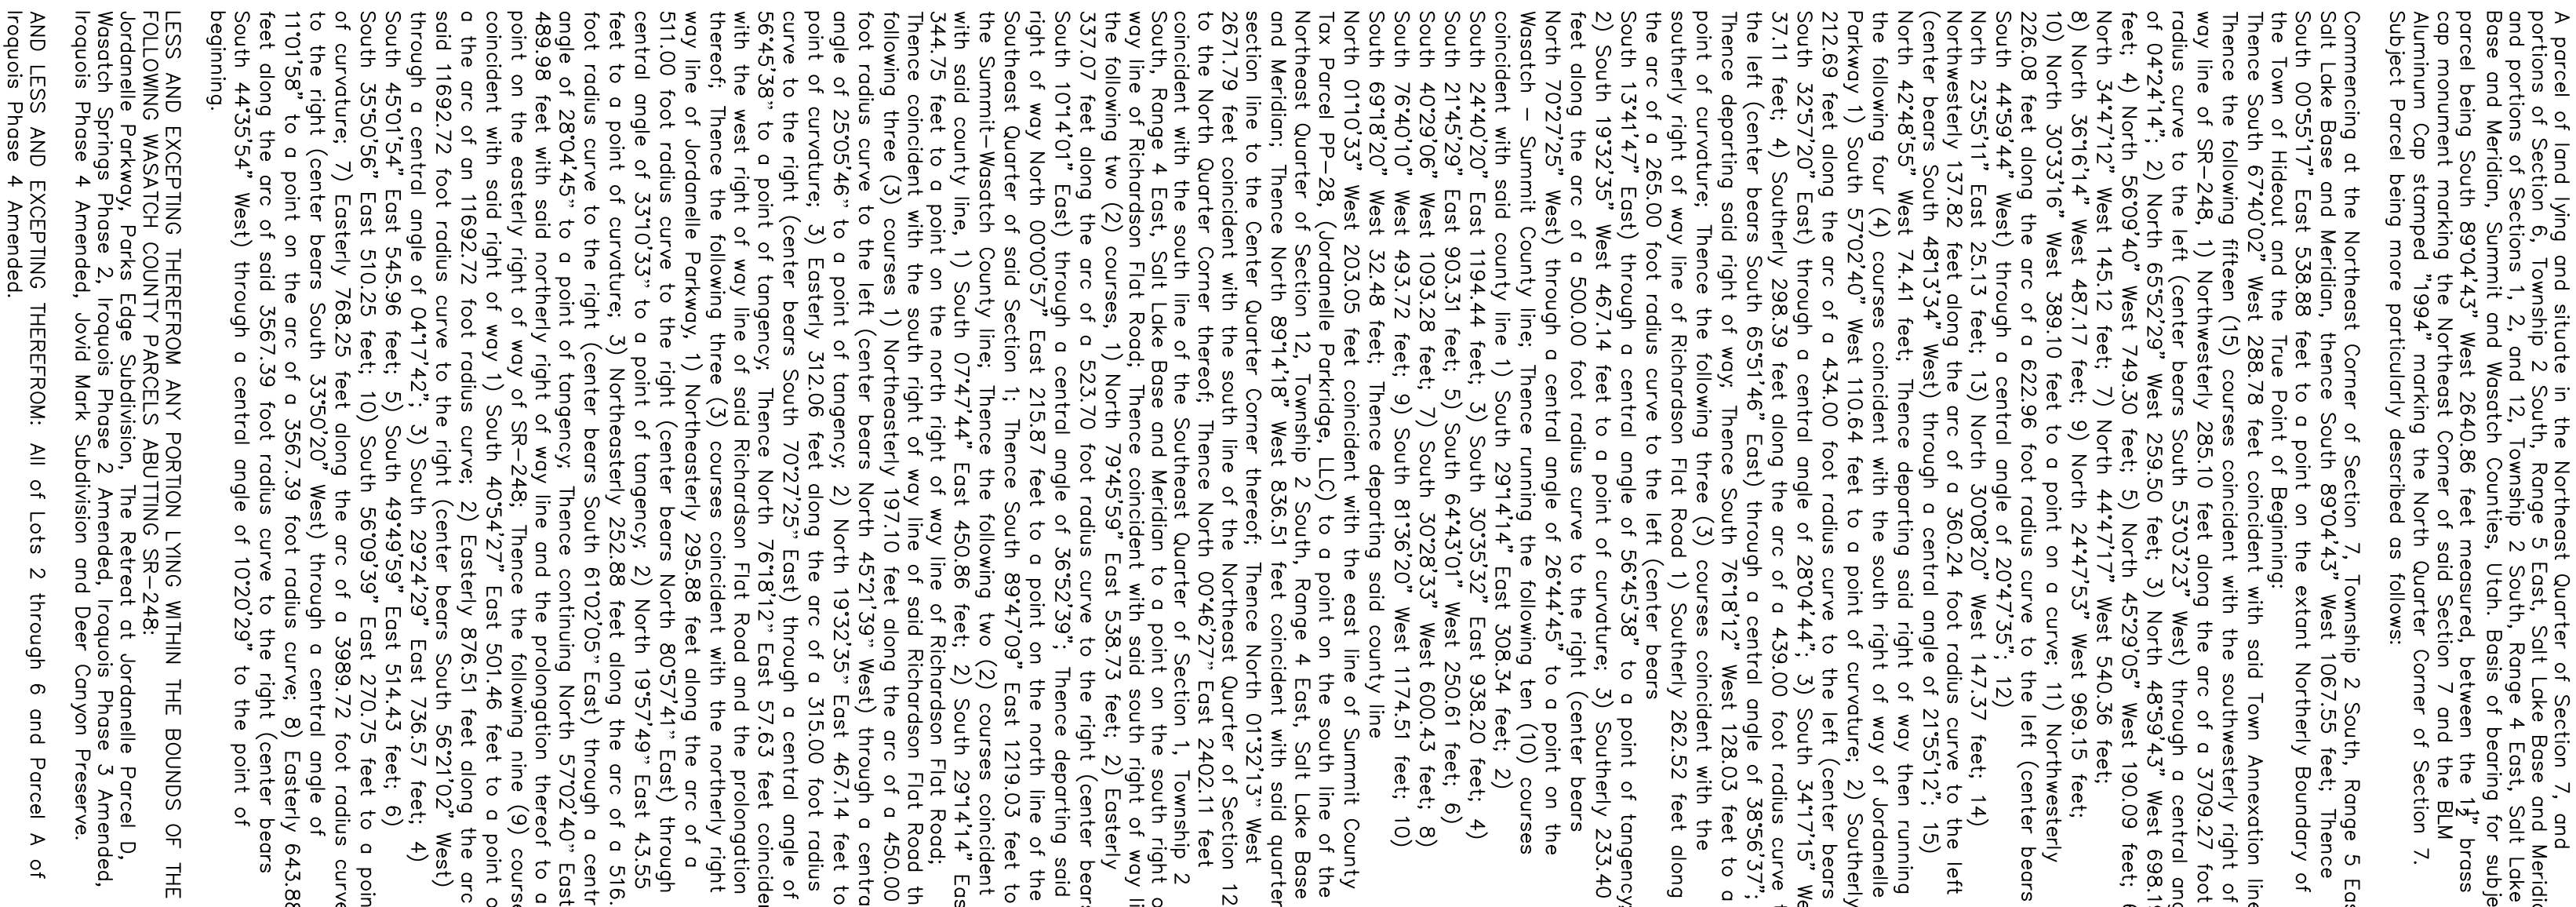 A parcel of land lying and situate in the Northeast Quarter of Section 7, and
portions of Section 6, Township 2 South, Range 5 East, Salt Lake Base and Meridian
and portions of Sections 1, 2, and 12, Township 2 South, Range 4 East, Salt Lake
Base and Meridian, Summit and Wasatch Counties, Utah. Basis of bearing for
parcel being South 89°04'43" West 2640.86 feet measured, between the 1½" brass
cap monument marking the Northeast Corner of said Section 7 and the BLM
Aluminum Cap stamped "1994" marking the North Quarter Corner of Section 7.
Subject Parcel being more particularly described as follows:
Commencing at the Northeast Corner of Section 7, Township 2 South, Range 5
Salt Lake Base and Meridian, thence South 89°04'43" West 1067.55 feet; Thence
South 00°55'17" East 538.88 feet to a point on the extant Northerly Boundary of
the Town of Hideout and the True Point of Beginning:
Thence South 67°40'02" West 288.78 feet coincident with said Town Annexation line
Thence the following fifteen (15) courses coincident with the southwesterly right of
way line of SR-248, 1) Northwesterly 285.10 feet along the arc of a 3709.27 foot
radius curve to the left (center bears South 53°03'23" West) through a central
of 04°24'14"; 2) North 65°52'29" West 259.50 feet; 3) North 48°59'43" West 698.1
feet; 4) North 56°09'40" West 749.30 feet; 5) North 45°29'05" West 190.09 feet;
North 34°47'12" West 145.12 feet; 7) North 44°47'17" West 540.36 feet;
8) North 36°16'14" West 487.17 feet; 9) North 24°47'53" West 969.15 feet;
10) North 30°33'16" West 389.10 feet to a point on a curve; 11) Northwesterly
226.08 feet along the arc of a 622.96 foot radius curve to the left (center bears
South 44°59'44" West) through a central angle of 20°47'35"; 12)
North 23°55'11" East 25.13 feet; 13) North 30°08'20" West 147.37 feet; 14)
Northwesterly 137.82 feet along the arc of a 360.24 foot radius curve to the left
(center bears South 48°13'34" West) through a central angle of 21°55'12"; 15)
North 42°48'55" West 74.41 feet; Thence departing said right of way then running
the following four (4) courses coincident with the south right of way of Jordanelle
Parkway 1) South 57°02'40" West 110.64 feet to a point of curvature; 2) Southerly
212.69 feet along the arc of a 434.00 foot radius curve to the left (center bears
South 32°57'20" East) through a central angle of 28°04'44"; 3) South 34°17'15" We
37.11 feet; 4) Southerly 298.39 feet along the arc of a 439.00 foot radius curve
the left (center bears South 65°51'46" East) through a central angle of 38°56'37";
Thence departing said right of way; Thence South 76°18'12" West 128.03 feet to a
point of curvature; Thence the following three (3) courses coincident with the
southerly right of way line of Richardson Flat Road 1) Southerly 262.52 feet along
the arc of a 265.00 foot radius curve to the left (center bears
South 13°41'47" East) through a central angle of 56°45'38" to a point of tangency;
2) South 19°32'35" West 467.14 feet to a point of curvature; 3) Southerly 233.40
feet along the arc of a 500.00 foot radius curve to the right (center bears
North 70°27'25" West) through a central angle of 26°44'45" to a point on the
Wasatch - Summit County line; Thence running the following ten (10) courses
coincident with said county line 1) South 29°14'14" East 308.34 feet; 2)
South 24°40'20" East 1194.44 feet; 3) South 30°35'32" East 938.20 feet; 4)
South 21°45'29" East 903.31 feet; 5) South 64°43'01" West 250.61 feet; 6)
South 40°29'06" West 1093.28 feet; 7) South 30°28'33" West 600.43 feet; 8)
South 76°40'10" West 493.72 feet; 9) South 81°36'20" West 1174.51 feet; 10)
South 69°18'20" West 32.48 feet; Thence departing said county line
North 01°10'33" West 203.05 feet coincident with the east line of Summit County
Tax Parcel PP-28, (Jordanelle Parkridge, LLC) to a point on the south line of the
Northeast Quarter of Section 12, Township 2 South, Range 4 East, Salt Lake Base
and Meridian; Thence North 89°14'18" West 836.51 feet coincident with said quarter
section line to the Center Quarter Corner thereof; Thence North 01°32'13" West
2671.79 feet coincident with the south line of the Northeast Quarter of Section 12
to the North Quarter Corner thereof; Thence North 00°46'27" East 2402.11 feet
coincident with the south line of the Southeast Quarter of Section 1, Township 2
South, Range 4 East, Salt Lake Base and Meridian to a point on the south right o
way line of Richardson Flat Road; Thence coincident with said south right of way li
the following two (2) courses, 1) North 79°45'59" East 538.73 feet; 2) Easterly
337.07 feet along the arc of a 523.70 foot radius curve to the right (center bears
South 10°14'01" East) through a central angle of 36°52'39"; Thence departing said
right of way North 00°00'57" East 215.87 feet to a point on the north line of the
Southeast Quarter of said Section 1; Thence South 89°47'09" East 1219.03 feet to
the Summit-Wasatch County line; Thence the following two (2) courses coincident
with said county line, 1) South 07°47'44" East 450.86 feet; 2) South 29°14'14" Eas
344.75 feet to a point on the north right of way line of Richardson Flat Road;
Thence coincident with the south right of way line of said Richardson Flat Road th
following three (3) courses 1) Northeasterly 197.10 feet along the arc of a 450.00
foot radius curve to the left (center bears North 45°21'39" West) through a centra
angle of 25°05'46" to a point of tangency; 2) North 19°32'35" East 467.14 feet to
point of curvature; 3) Easterly 312.06 feet along the arc of a 315.00 foot radius
curve to the right (center bears South 70°27'25" East) through a central angle of
56°45'38" to a point of tangency; Thence North 76°18'12" East 57.63 feet coincider
with the west right of way line of said Richardson Flat Road and the prolongation
thereof; Thence the following three (3) courses coincident with the northerly right
way line of Jordanelle Parkway, 1) Northeasterly 295.88 feet along the arc of a
511.00 foot radius curve to the right (center bears North 80°57'41" East) through
central angle of 33°10'33" to a point of tangency; 2) North 19°57'49" East 43.55
feet to a point of curvature; 3) Northeasterly 252.88 feet along the arc of a 516.
foot radius curve to the right (center bears South 61°02'05" East) through a centr
angle of 28°04'45" to a point of tangency; Thence continuing North 57°02'40" East
489.98 feet with said northerly right of way line and the prolongation thereof to a
point on the easterly right of way of SR-248; Thence the following nine (9) course
coincident with said right of way 1) South 40°54'27" East 501.46 feet to a point o
a the arc of an 11692.72 foot radius curve; 2) Easterly 876.51 feet along the arc
said 11692.72 foot radius curve to the right (center bears South 56°21'02" West)
through a central angle of 04°17'42"; 3) South 29°24'29" East 736.57 feet; 4)
South 45°01'54" East 545.96 feet; 5) South 49°49'59" East 514.43 feet; 6)
South 35°50'56" East 510.25 feet; 10) South 56°09'39" East 270.75 feet to a poin
of curvature; 7) Easterly 768.25 feet along the arc of a 3989.72 foot radius curve
to the right (center bears South 33°50'20" West) through a central angle of
11°01'58" to a point on the arc of a 3567.39 foot radius curve; 8) Easterly 643.88
feet along the arc of said 3567.39 foot radius curve to the right (center bears
South 44°35'54" West) through a central angle of 10°20'29" to the point of
beginning.
LESS AND EXCEPTING THEREFROM ANY PORTION LYING WITHIN THE BOUNDS OF THE
FOLLOWING WASATCH COUNTY PARCELS ABUTTING SR-248:
Jordanelle Parkway, Parks Edge Subdivision, The Retreat at Jordanelle Parcel D,
Wasatch Springs Phase 2, Iroquois Phase 2 Amended, Iroquois Phase 3 Amended,
Iroquois Phase 4 Amended, Jovid Mark Subdivision and Deer Canyon Preserve.
AND LESS AND EXCEPTING THEREFROM: All of Lots 2 through 6 and Parcel A of
Iroquois Phase 4 Amended.